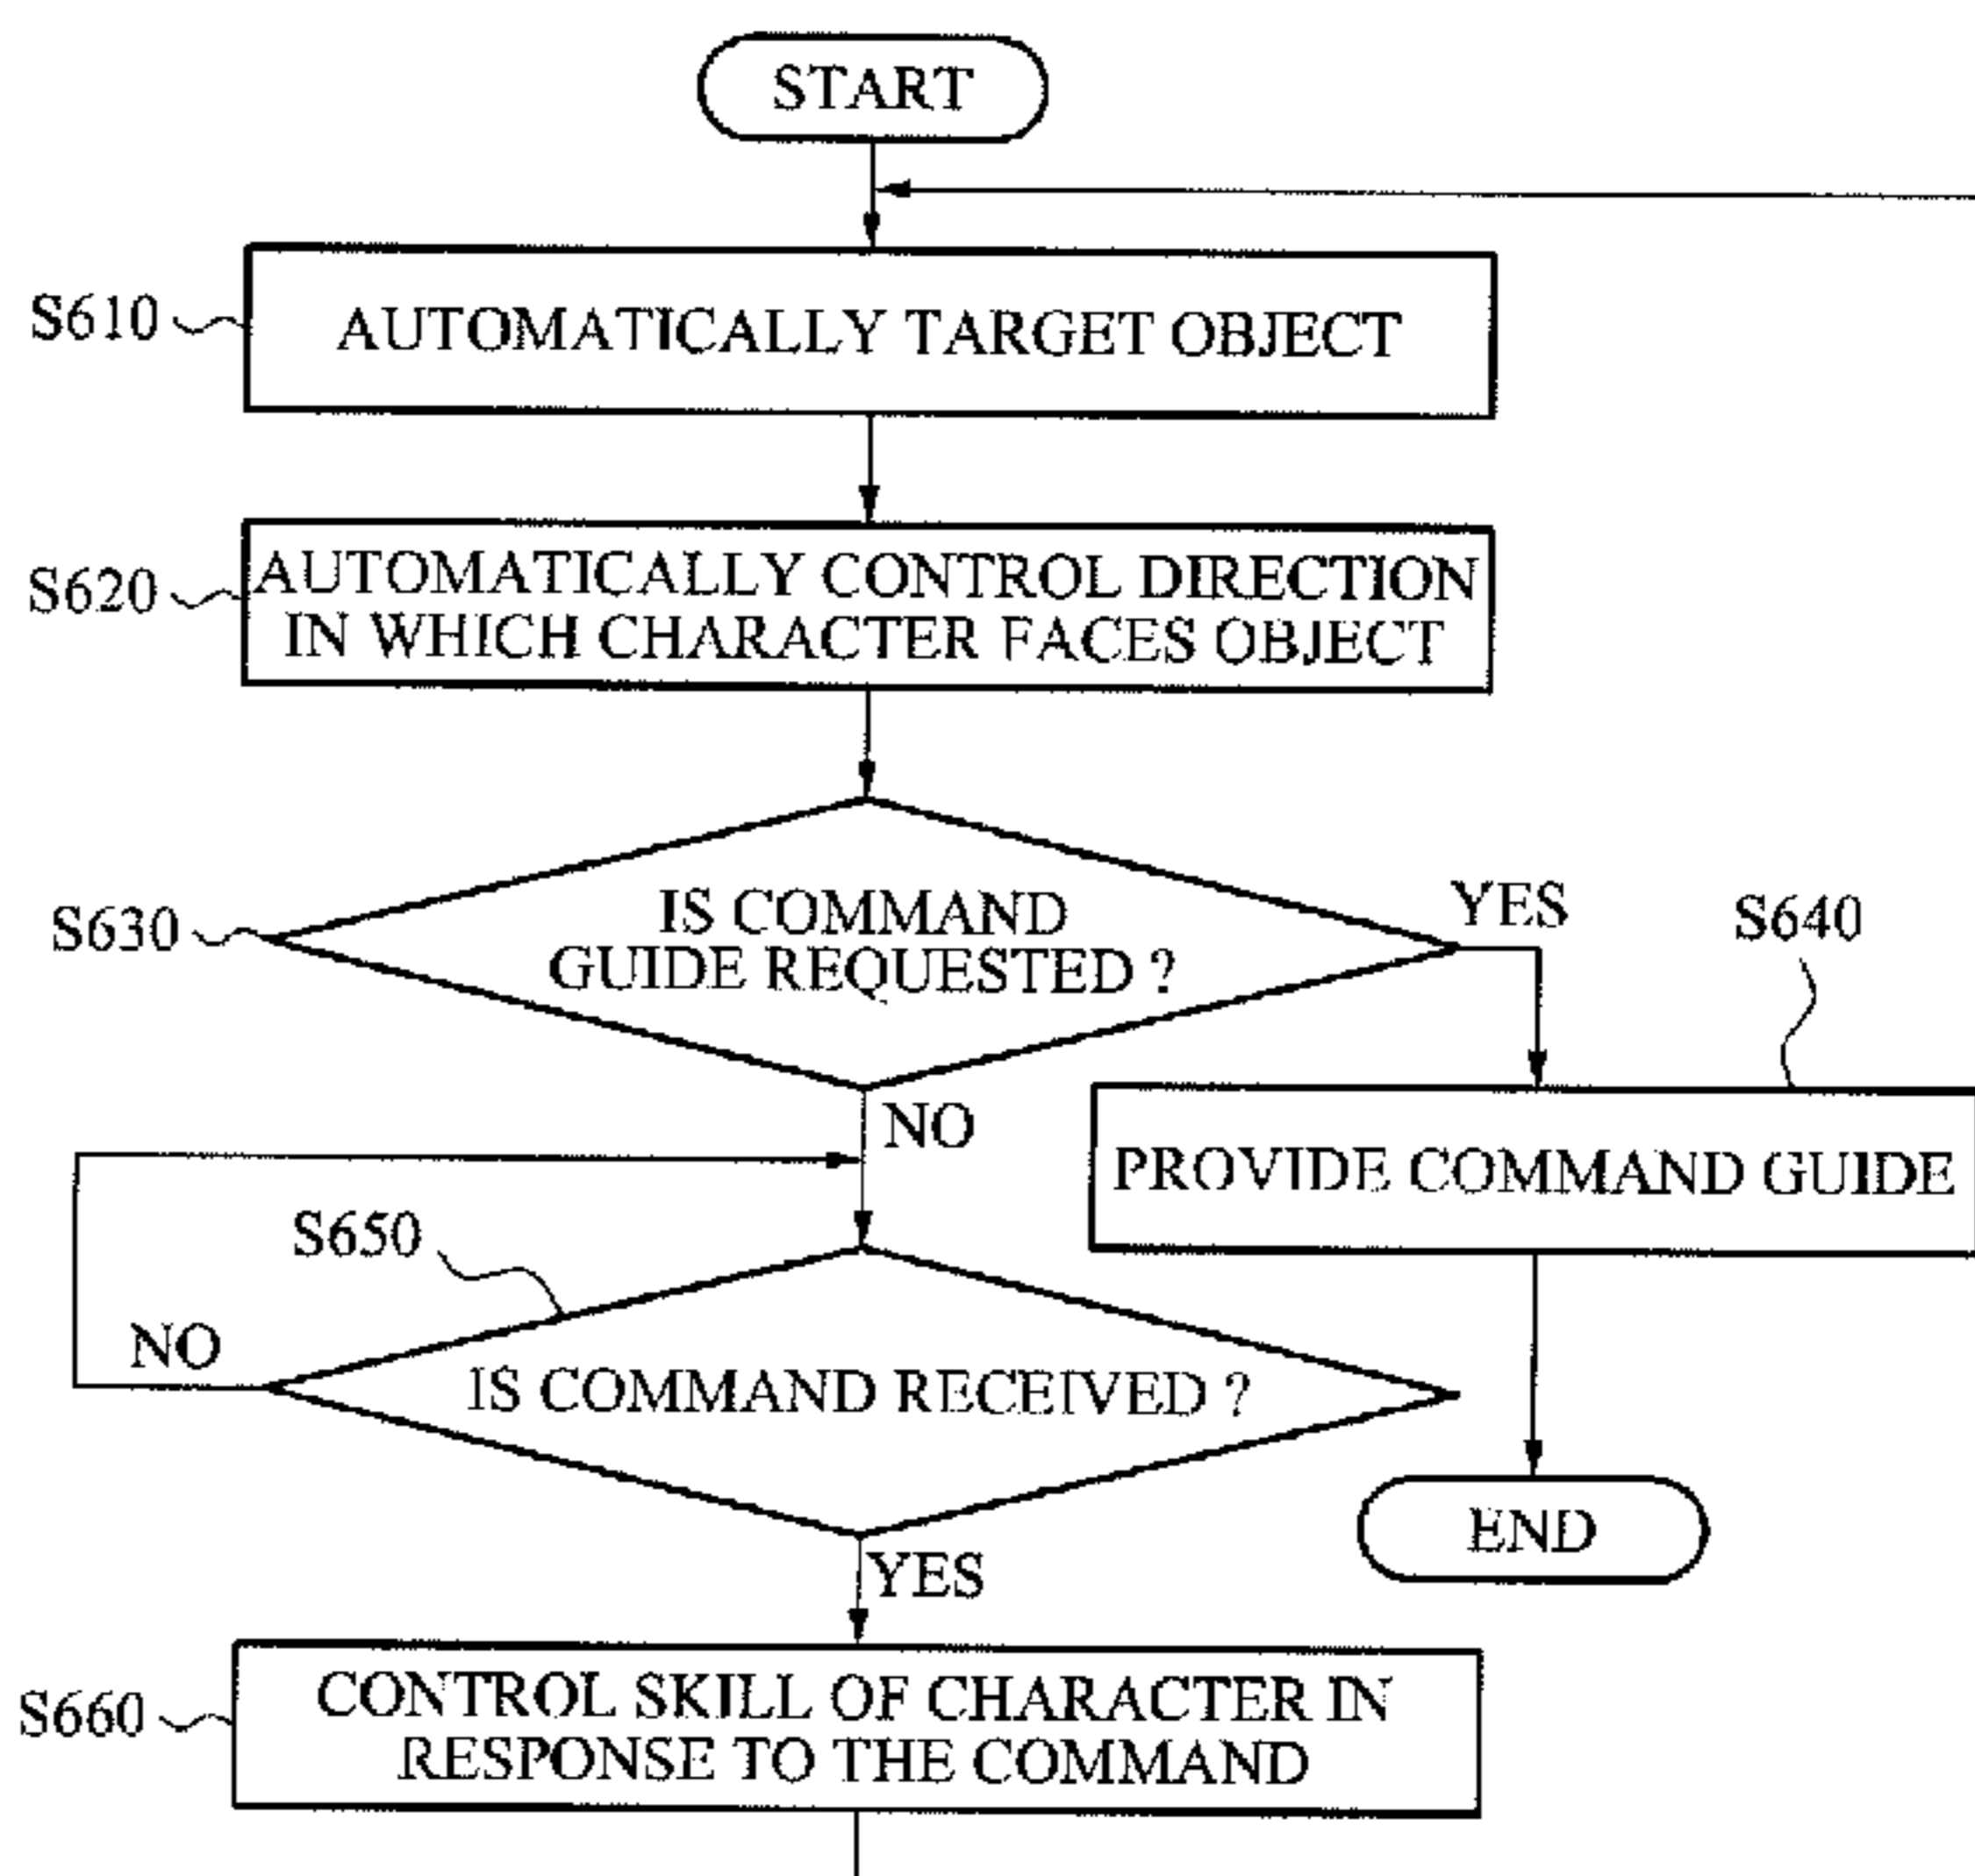 START
S610
AUTOMATICALLY TARGET OBJECT
S620
AUTOMATICALLY CONTROL DIRECTION
IN WHICH CHARACTER FACES OBJECT
S630
IS COMMAND
GUIDE REQUESTED ?
YES
S640
NO
PROVIDE COMMAND GUIDE
S650
NO
IS COMMAND RECEIVED ?
END
YES
S660
CONTROL SKILL OF CHARACTER IN
RESPONSE TO THE COMMAND